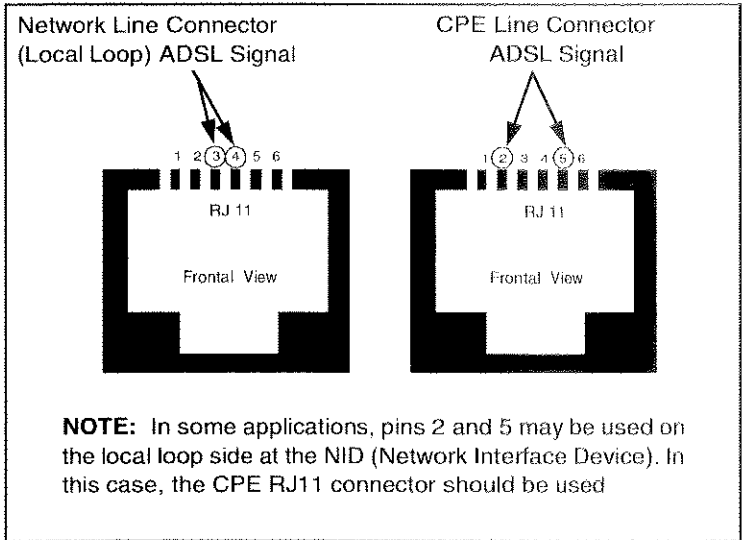 Network Line Connector
(Local Loop) ADSL Signal
CPE Line Connector
ADSL Signal
1 2 3 4 5 6
RJ 11
Frontal View
1 2 3 4 5 6
RJ 11
Frontal View
NOTE: In some applications, pins 2 and 5 may be used on
the local loop side at the NID (Network Interface Device). In
this case, the CPE RJ11 connector should be used